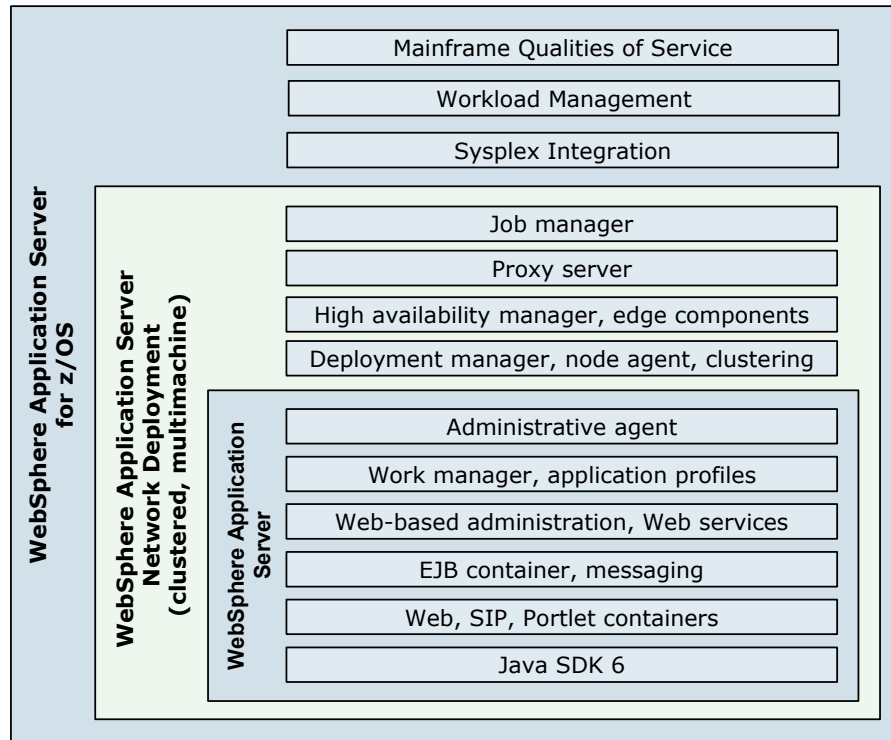 Mainframe Qualities of Service
Workload Management
Sysplex Integration
WebSphere Application Server
for z/OS
Job manager
Proxy server
High availability manager, edge components
Deployment manager, node agent, clustering
WebSphere Application Server
Network Deployment
(clustered, multimachine)
Administrative agent
Work manager, application profiles
Web-based administration, Web services
EJB container, messaging
Web, SIP, Portlet containers
Java SDK 6
WebSphere Application
Server